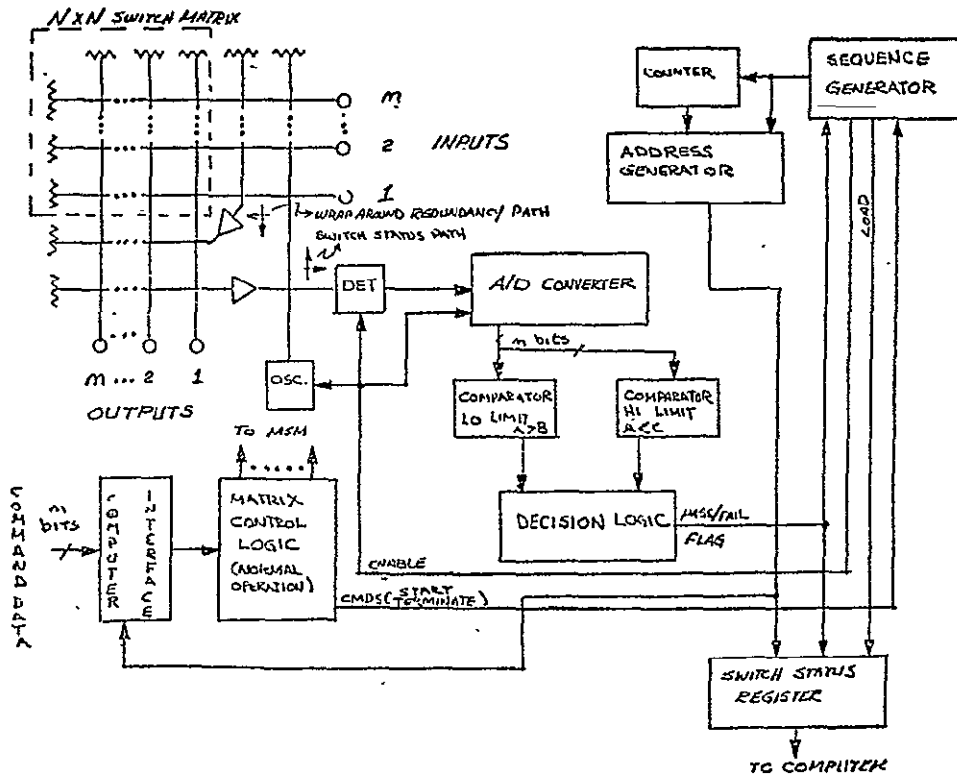 N X N SWITCH MATRIX
M
2
1
INPUTS
WRAP AROUND REDUNDANCY PATH
SWITCH STATUS PATH
COUNTER
SEQUENCE
GENERATOR
ADDRESS
GENERATOR
LOAD
DET
A/D CONVERTER
n bits
OSC.
COMPARATOR
LO LIMIT
A>B
COMPARATOR
HI LIMIT
A<C
M ... 2 1
OUTPUTS
TO MSM
COMMAND DATA
n
bits
COMPUTER
INTERFACE
MATRIX
CONTROL
LOGIC
(NORMAL
OPERATION)
DECISION LOGIC
PASS/FAIL
FLAG
ENABLE
CMDS (START
TERMINATE)
SWITCH STATUS
REGISTER
TO COMPUTER